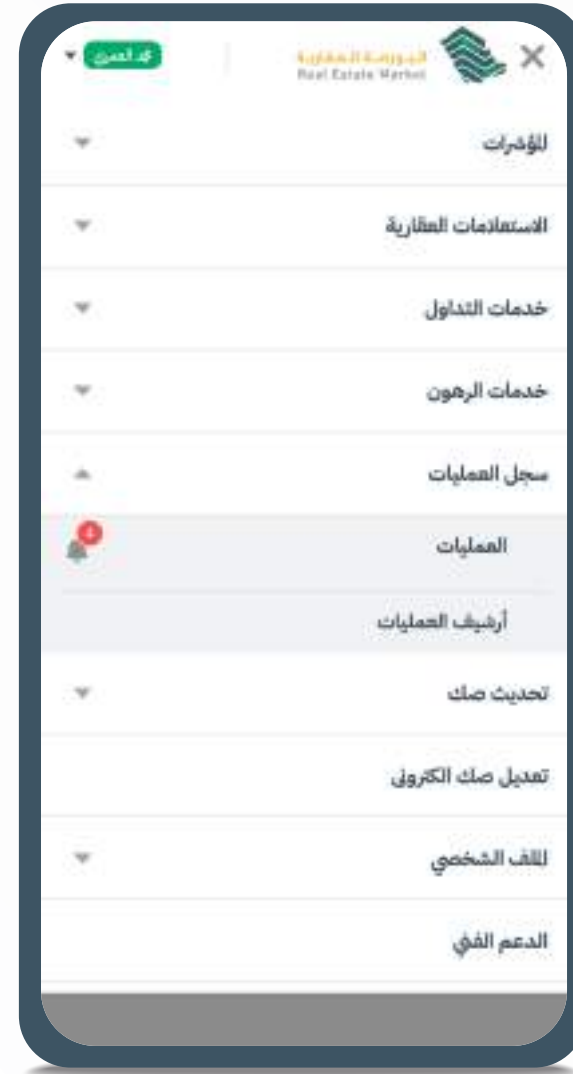 البورصة العقارية
Real Estate Market
المؤشرات
الاستعلامات العقارية
خدمات التداول
خدمات الرهون
سجل العمليات
العمليات
4
أرشيف العمليات
تحديث صك
تعديل صك الكتروني
الملف الشخصي
الدعم الفني